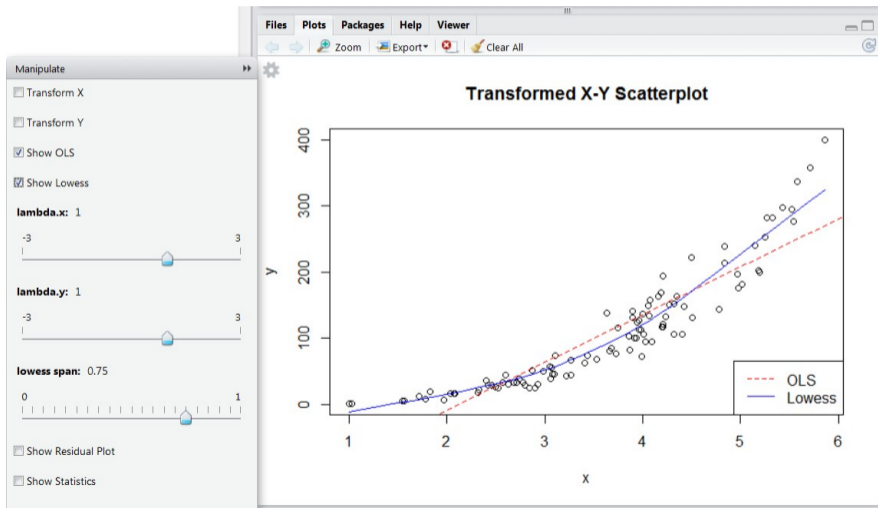 Files Plots Packages Help Viewer
Zoom Export Clear All
Manipulate
Transform X
Transform Y
Show OLS
Show Lowess
lambda.x: 1
-3 3
lambda.y: 1
-3 3
lowess span: 0.75
0 1
Show Residual Plot
Show Statistics
Transformed X-Y Scatterplot
400
300
200
100
0
y
OLS
Lowess
1 2 3 4 5 6
x